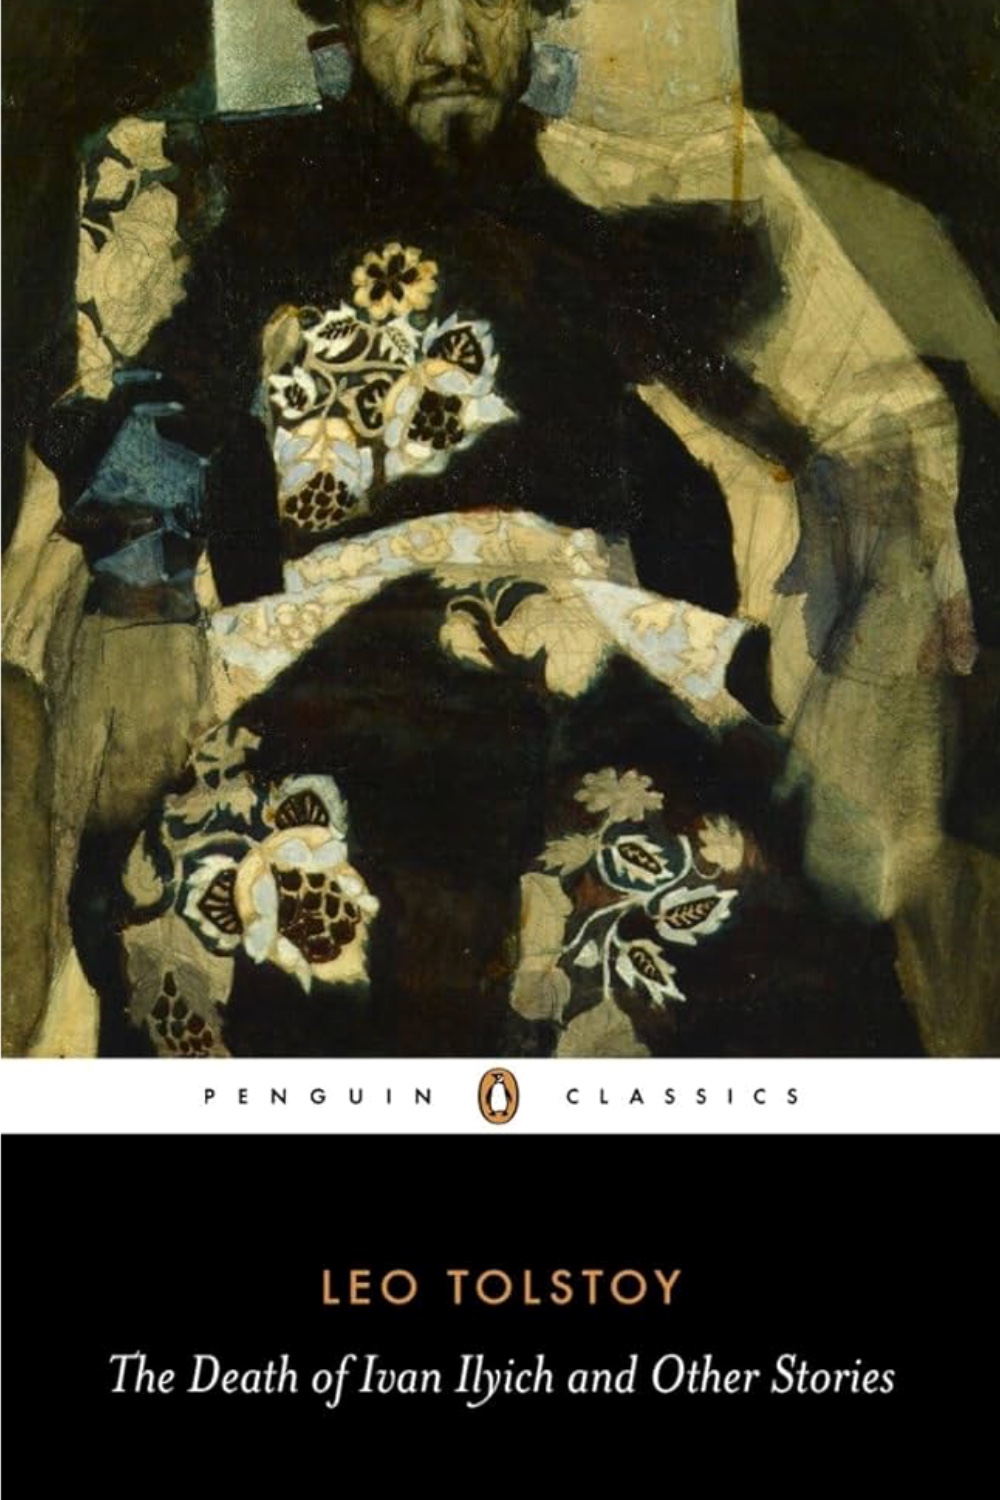 PENGUIN CLASSICS
LEO TOLSTOY
The Death of Ivan Ilyich and Other Stories